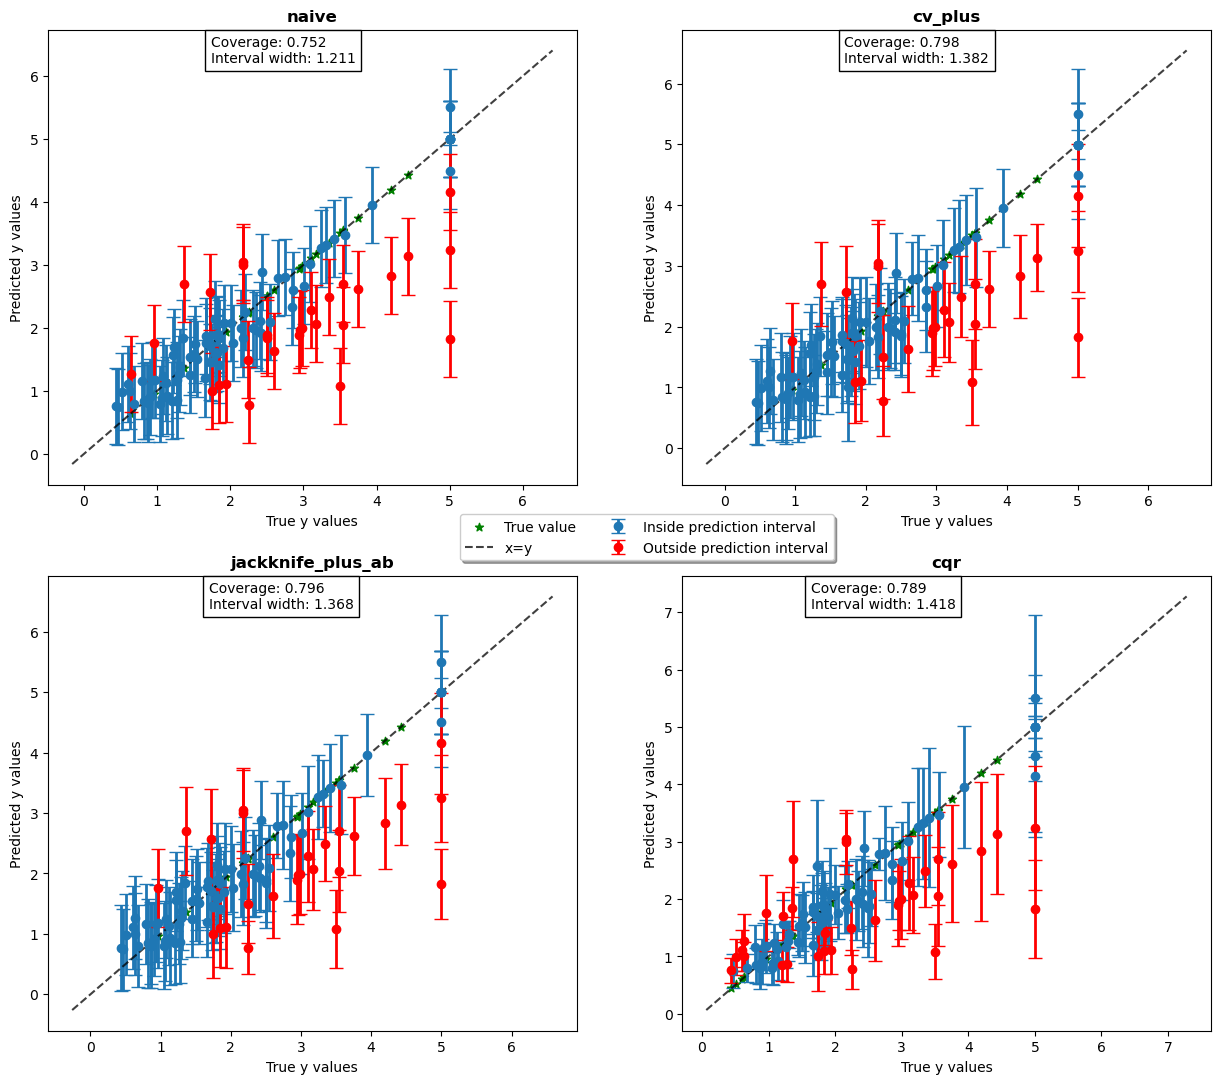 naive
Coverage: 0.752
Interval width: 1.211
Predicted y values
6
5
4
3
2
1
0
0 1 2 3 4 5 6
True y values
cv_plus
Coverage: 0.798
Interval width: 1.382
Predicted y values
6
5
4
3
2
1
0
0 1 2 3 4 5 6
True y values
True value
x=y
Inside prediction interval
Outside prediction interval
jackknife_plus_ab
Coverage: 0.796
Interval width: 1.368
Predicted y values
6
5
4
3
2
1
0
0 1 2 3 4 5 6
True y values
cqr
Coverage: 0.789
Interval width: 1.418
Predicted y values
7
6
5
4
3
2
1
0
0 1 2 3 4 5 6 7
True y values